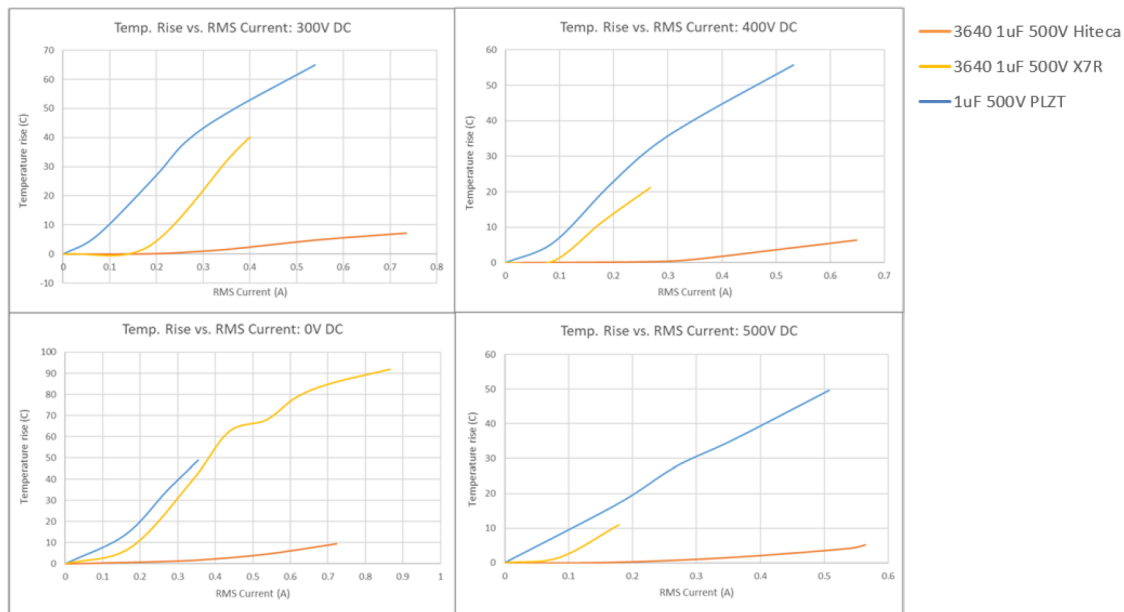 Temp. Rise vs. RMS Current: 300V DC
Temperature rise (C)
70
60
50
40
30
20
10
0
-10
0 0.1 0.2 0.3 0.4 0.5 0.6 0.7 0.8
RMS Current (A)
Temp. Rise vs. RMS Current: 400V DC
Temperature rise (C)
60
50
40
30
20
10
0
0 0.1 0.2 0.3 0.4 0.5 0.6 0.7
RMS Current (A)
3640 1uF 500V Hiteca
3640 1uF 500V X7R
1uF 500V PLZT
Temp. Rise vs. RMS Current: 0V DC
Temperature rise (C)
100
90
80
70
60
50
40
30
20
10
0
0 0.1 0.2 0.3 0.4 0.5 0.6 0.7 0.8 0.9 1
RMS Current (A)
Temp. Rise vs. RMS Current: 500V DC
Temperature rise (C)
60
50
40
30
20
10
0
0 0.1 0.2 0.3 0.4 0.5 0.6
RMS Current (A)